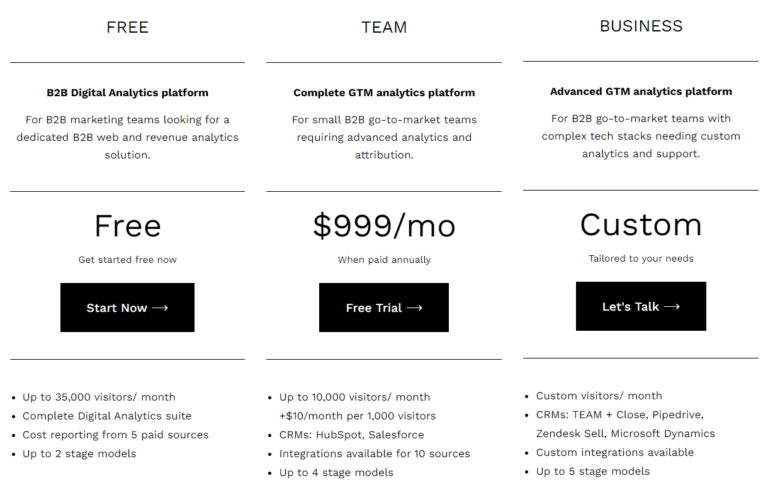 FREE
B2B Digital Analytics platform
For B2B marketing teams looking for a
dedicated B2B web and revenue analytics
solution.
Free
Get started free now
Start Now →
• Up to 35,000 visitors/ month
• Complete Digital Analytics suite
• Cost reporting from 5 paid sources
• Up to 2 stage models
TEAM
Complete GTM analytics platform
For small B2B go-to-market teams
requiring advanced analytics and
attribution.
$999/mo
When paid annually
Free Trial →
• Up to 10,000 visitors/ month
+$10/month per 1,000 visitors
• CRMs: HubSpot, Salesforce
• Integrations available for 10 sources
• Up to 4 stage models
BUSINESS
Advanced GTM analytics platform
For B2B go-to-market teams with
complex tech stacks needing custom
analytics and support.
Custom
Tailored to your needs
Let's Talk →
• Custom visitors/ month
• CRMs: TEAM + Close, Pipedrive,
Zendesk Sell, Microsoft Dynamics
• Custom integrations available
• Up to 5 stage models